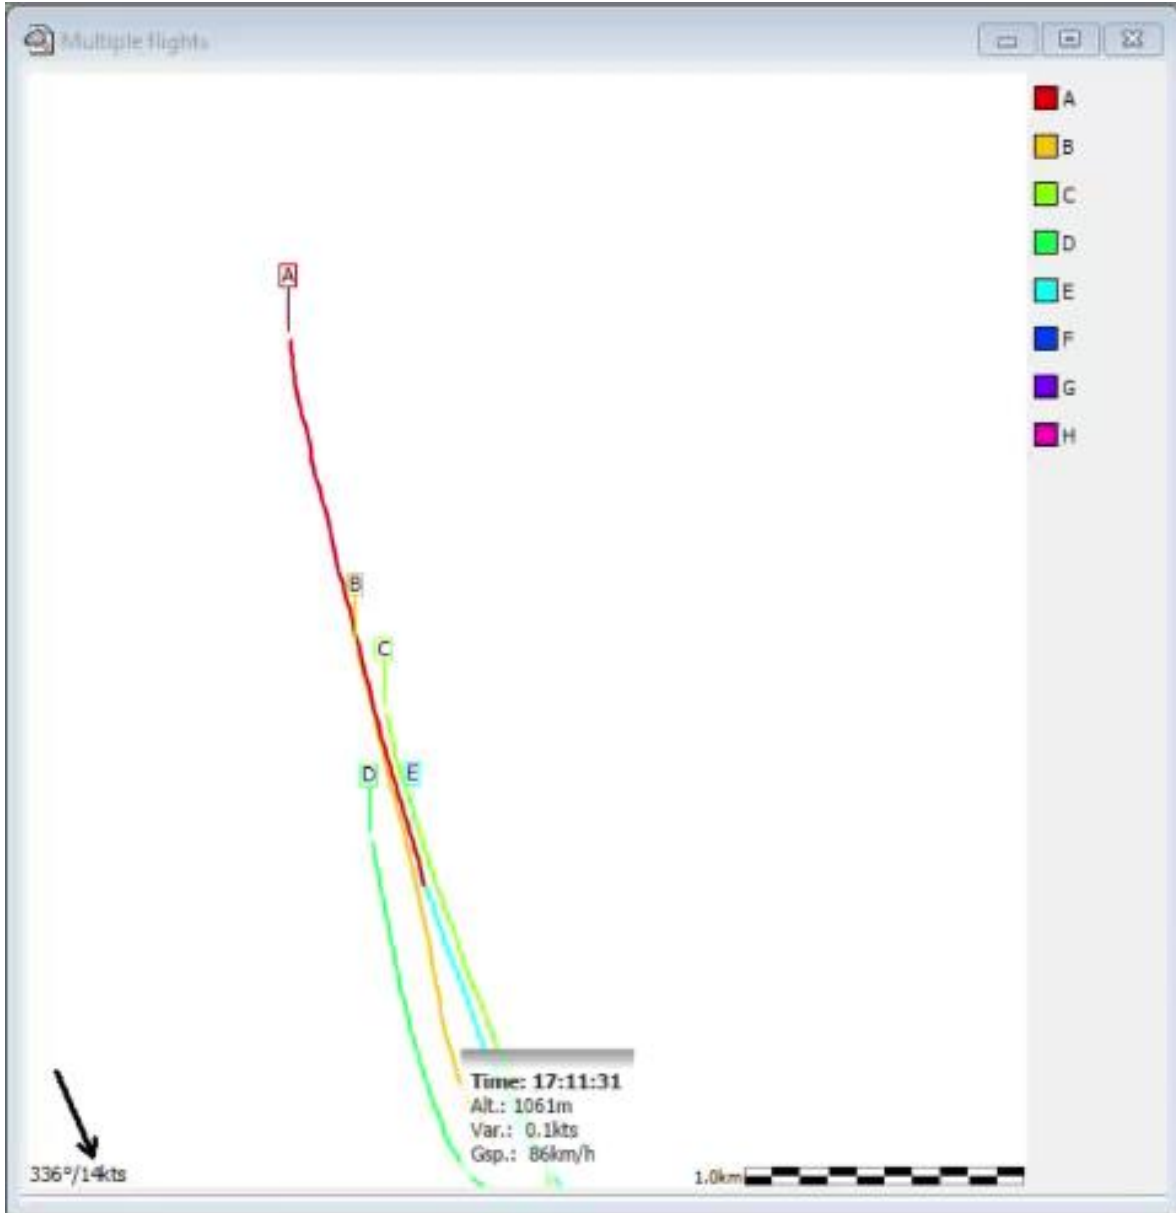 Multiple flights
A
B
C
D
E
F
G
H
A
B
C
D
E
Time: 17:11:31
Alt.: 1061m
Var.: 0.1kts
Gsp.: 86km/h
336°/14kts
1.0km